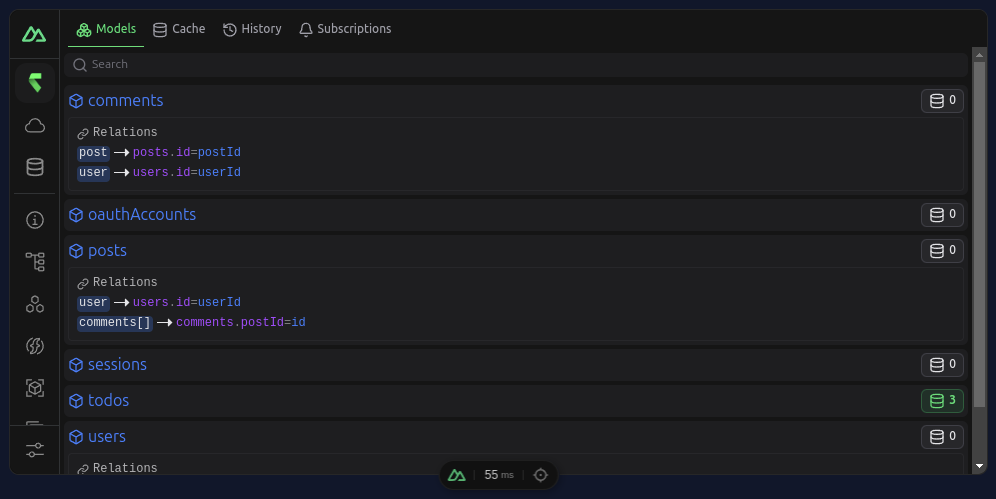 Models Cache History Subscriptions
Search
comments 0
Relations
post → posts.id=postId
user → users.id=userId
oauthAccounts 0
posts 0
Relations
user → users.id=userId
comments[] → comments.postId=id
sessions 0
todos 3
users 0
Relations
55 ms